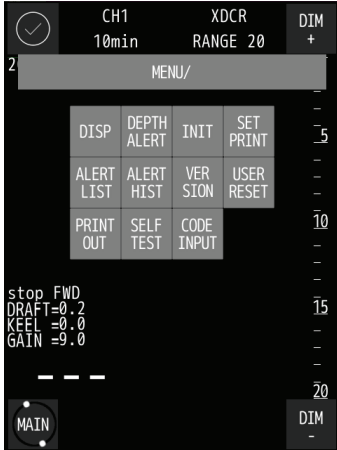 CH1 XDCR DIM
10min RANGE 20 +
2
MENU/
DISP DEPTH ALERT INIT SET PRINT
5
ALERT LIST ALERT HIST VER SION USER RESET
PRINT OUT SELF TEST CODE INPUT
10
stop FWD
DRAFT=0.2
15
KEEL =0.0
GAIN =9.0
- - -
20
MAIN
DIM
-